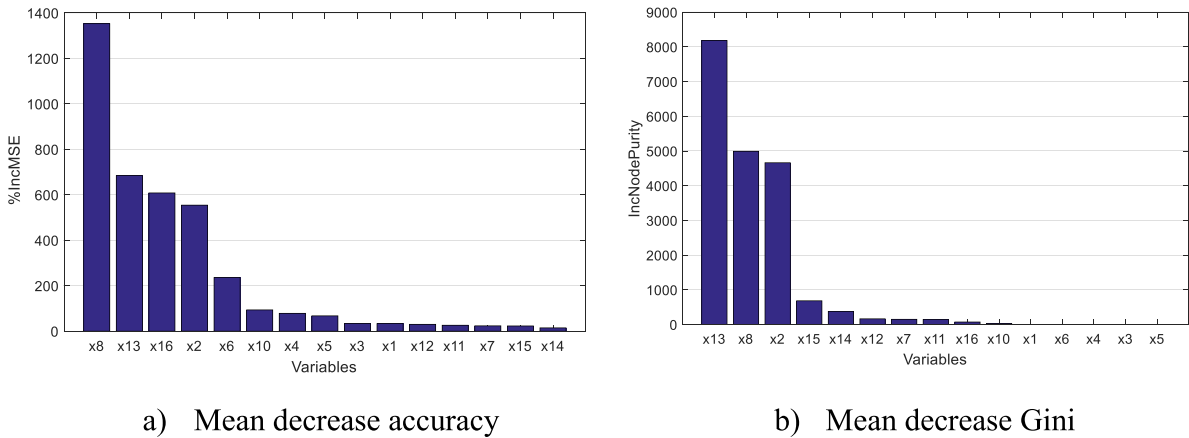 1400
1200
1000
800
600
400
200
0
%IncMSE
x8 x13 x16 x2 x6 x10 x4 x5 x3 x1 x12 x11 x7 x15 x14
Variables
a) Mean decrease accuracy
9000
8000
7000
6000
5000
4000
3000
2000
1000
0
IncNodePurity
x13 x8 x2 x15 x14 x12 x7 x11 x16 x10 x1 x6 x4 x3 x5
Variables
b) Mean decrease Gini